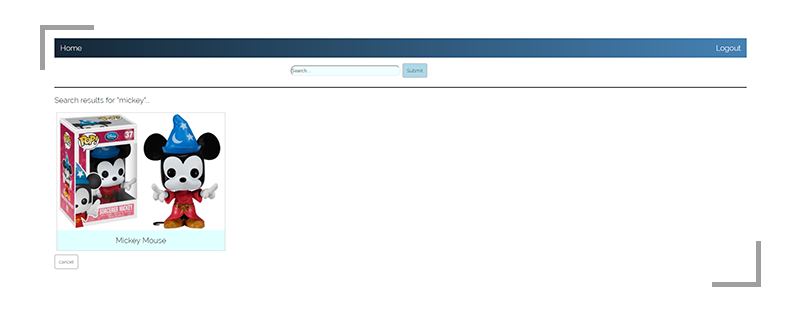 Home
Logout
Search...
Submit
Search results for "mickey"...
POP!
Disney
37
SORCERER MICKEY
Mickey Mouse
cancel